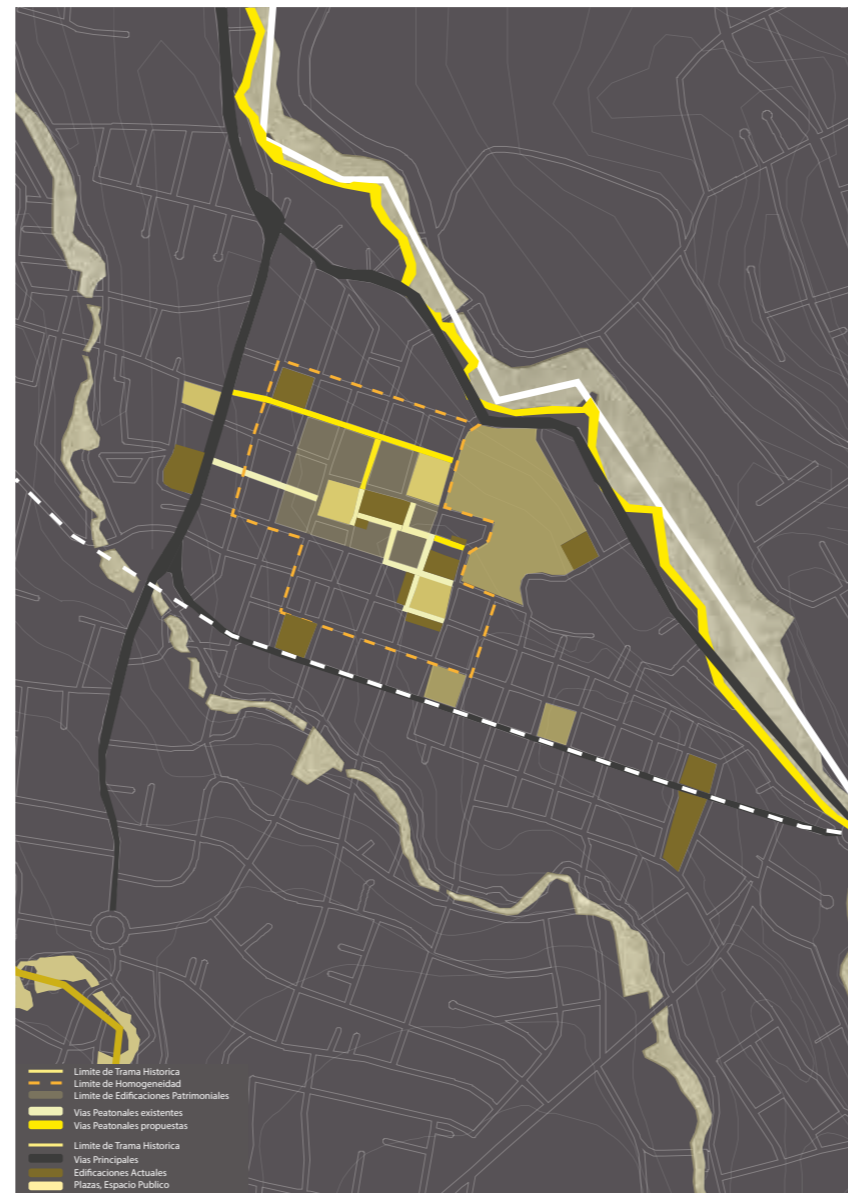 Limite de Trama Historica
Limite de Homogeneidad
Limite de Edificaciones Patrimoniales
Vias Peatonales existentes
Vias Peatonales propuestas
Limite de Trama Historica
Vias Principales
Edificaciones Actuales
Plazas, Espacio Publico